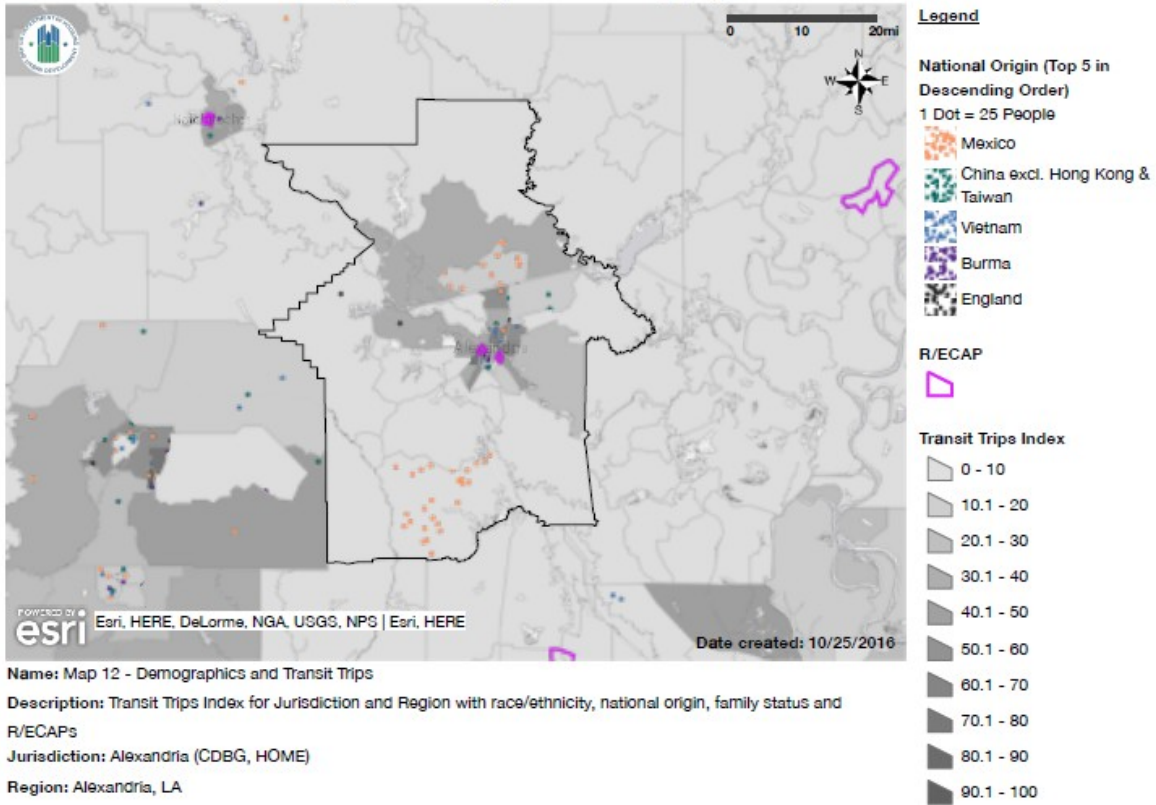 0 10 20mi
N
W E
S
Alexandria
POWERED BY
esri
Esri, HERE, DeLorme, NGA, USGS, NPS | Esri, HERE
Date created: 10/25/2016
Name: Map 12 - Demographics and Transit Trips
Description: Transit Trips Index for Jurisdiction and Region with race/ethnicity, national origin, family status and
R/ECAPs
Jurisdiction: Alexandria (CDBG, HOME)
Region: Alexandria, LA
Legend
National Origin (Top 5 in
Descending Order)
1 Dot = 25 People
Mexico
China excl. Hong Kong &
Taiwan
Vietnam
Burma
England
R/ECAP
Transit Trips Index
0 - 10
10.1 - 20
20.1 - 30
30.1 - 40
40.1 - 50
50.1 - 60
60.1 - 70
70.1 - 80
80.1 - 90
90.1 - 100